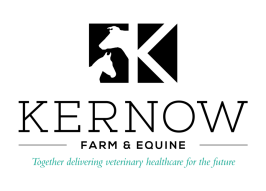 K
KERNOW
FARM & EQUINE
Together delivering veterinary healthcare for the future